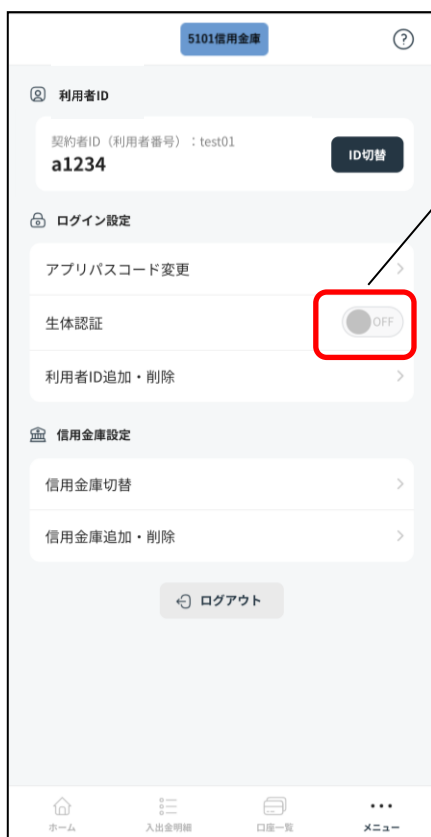 5101信用金庫
?
利用者ID
契約者ID（利用者番号）：test01
a1234
ID切替
ログイン設定
アプリパスコード変更
生体認証
OFF
利用者ID追加・削除
信用金庫設定
信用金庫切替
信用金庫追加・削除
ログアウト
ホーム
入出金明細
口座一覧
メニュー